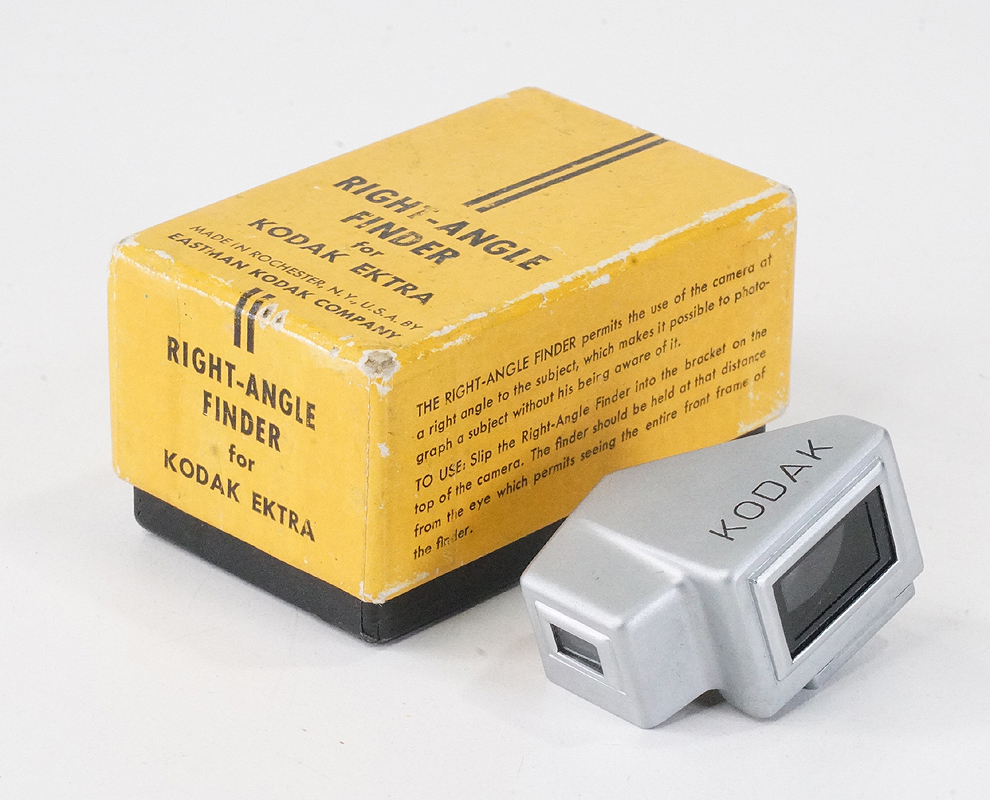 RIGHT-ANGLE
FINDER
for
KODAK EKTRA
MADE IN ROCHESTER, N.Y., U.S.A. BY
EASTMAN KODAK COMPANY
RIGHT-ANGLE
FINDER
for
KODAK EKTRA
THE RIGHT-ANGLE FINDER permits the use of the camera at
a right angle to the subject, which makes it possible to photo-
graph a subject without his being aware of it.
TO USE: Slip the Right-Angle Finder into the bracket on the
top of the camera. The finder should be held at that distance
from the eye which permits seeing the entire front frame of
the finder.
KODAK